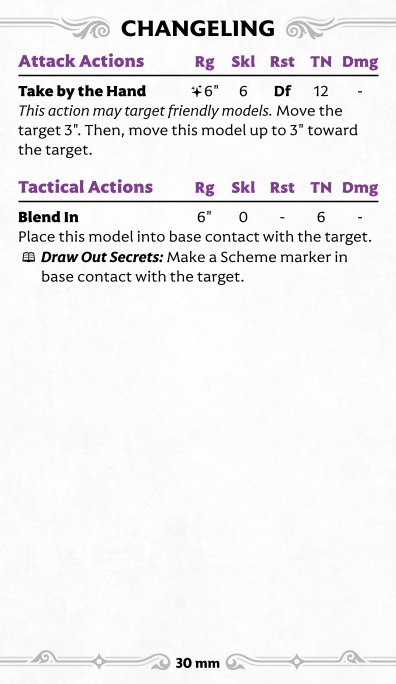 CHANGELING
Attack Actions Rg Skl Rst TN Dmg
Take by the Hand 6" 6 Df 12 -
This action may target friendly models. Move the
target 3". Then, move this model up to 3" toward
the target.
Tactical Actions Rg Skl Rst TN Dmg
Blend In 6" 0 - 6 -
Place this model into base contact with the target.
Draw Out Secrets: Make a Scheme marker in
base contact with the target.
30 mm